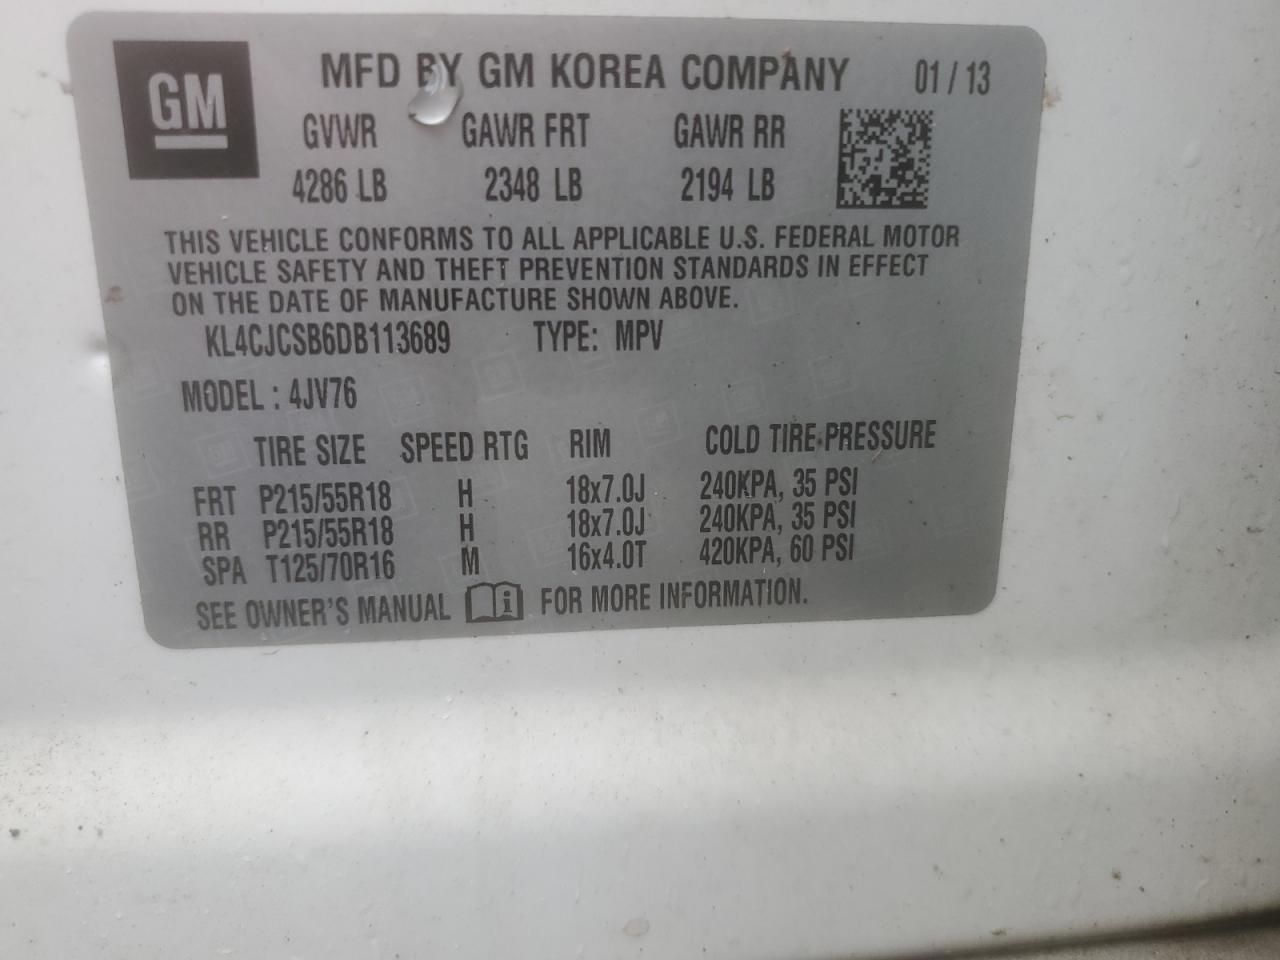 GM
MFD BY GM KOREA COMPANY 01 / 13
GVWR GAWR FRT GAWR RR
4286 LB 2348 LB 2194 LB
THIS VEHICLE CONFORMS TO ALL APPLICABLE U.S. FEDERAL MOTOR
VEHICLE SAFETY AND THEFT PREVENTION STANDARDS IN EFFECT
ON THE DATE OF MANUFACTURE SHOWN ABOVE.
KL4CJCSB6DB113689 TYPE: MPV
MODEL : 4JV76
TIRE SIZE SPEED RTG RIM COLD TIRE PRESSURE
FRT P215/55R18 H 18x7.0J 240KPA, 35 PSI
RR P215/55R18 H 18x7.0J 240KPA, 35 PSI
SPA T125/70R16 M 16x4.0T 420KPA, 60 PSI
SEE OWNER'S MANUAL i FOR MORE INFORMATION.